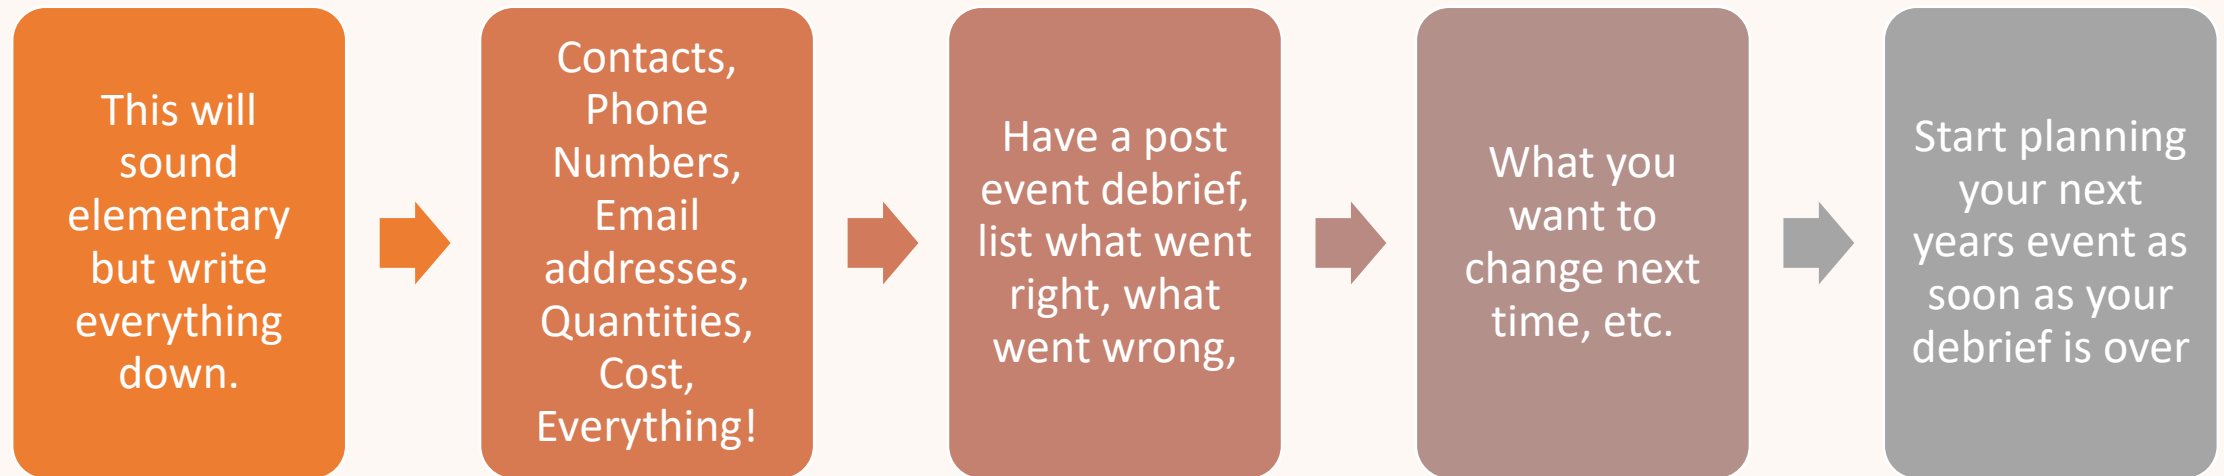 This will
sound
elementary
but write
everything
down.
Contacts,
Phone
Numbers,
Email
addresses,
Quantities,
Cost,
Everything!
Have a post
event debrief,
list what went
right, what
went wrong,
What you
want to
change next
time, etc.
Start planning
your next
years event as
soon as your
debrief is over